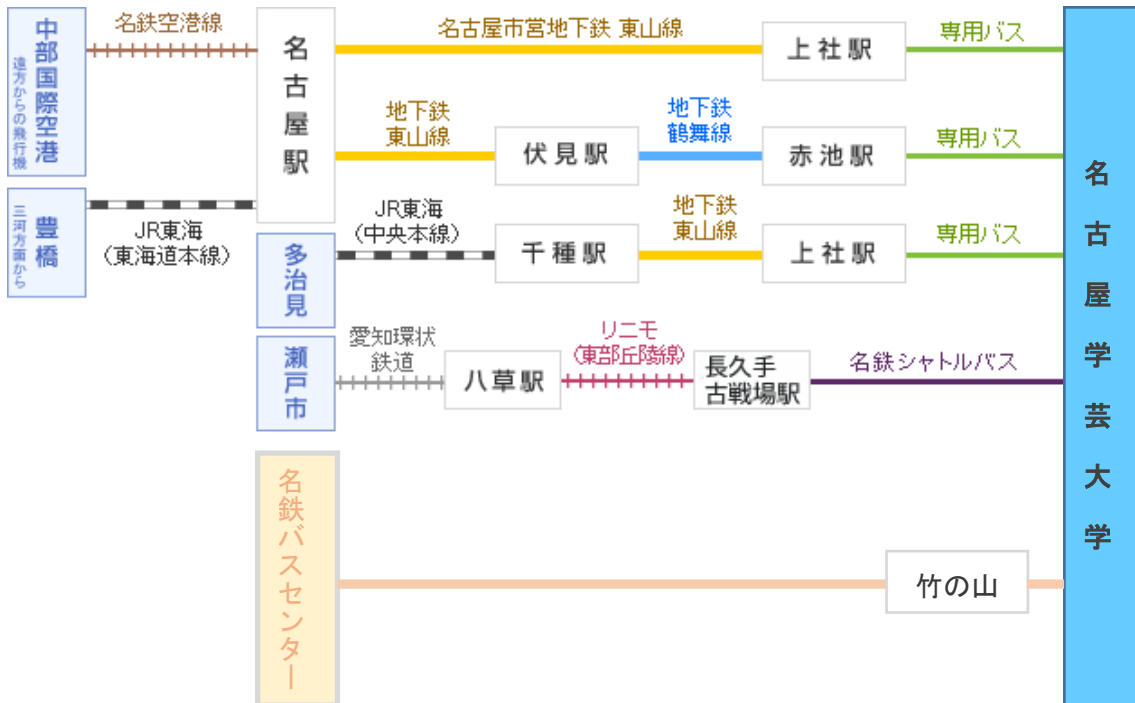 中部国際空港
遠方からの飛行機
名鉄空港線
名古屋駅
名古屋市営地下鉄 東山線
上社駅
専用バス
地下鉄
東山線
伏見駅
地下鉄
鶴舞線
赤池駅
専用バス
豊橋
三河方面から
JR東海
(東海道本線)
多治見
JR東海
(中央本線)
千種駅
地下鉄
東山線
上社駅
専用バス
瀬戸市
愛知環状
鉄道
八草駅
リニモ
(東部丘陵線)
長久手
古戦場駅
名鉄シャトルバス
名鉄バスセンター
竹の山
名古屋学芸大学